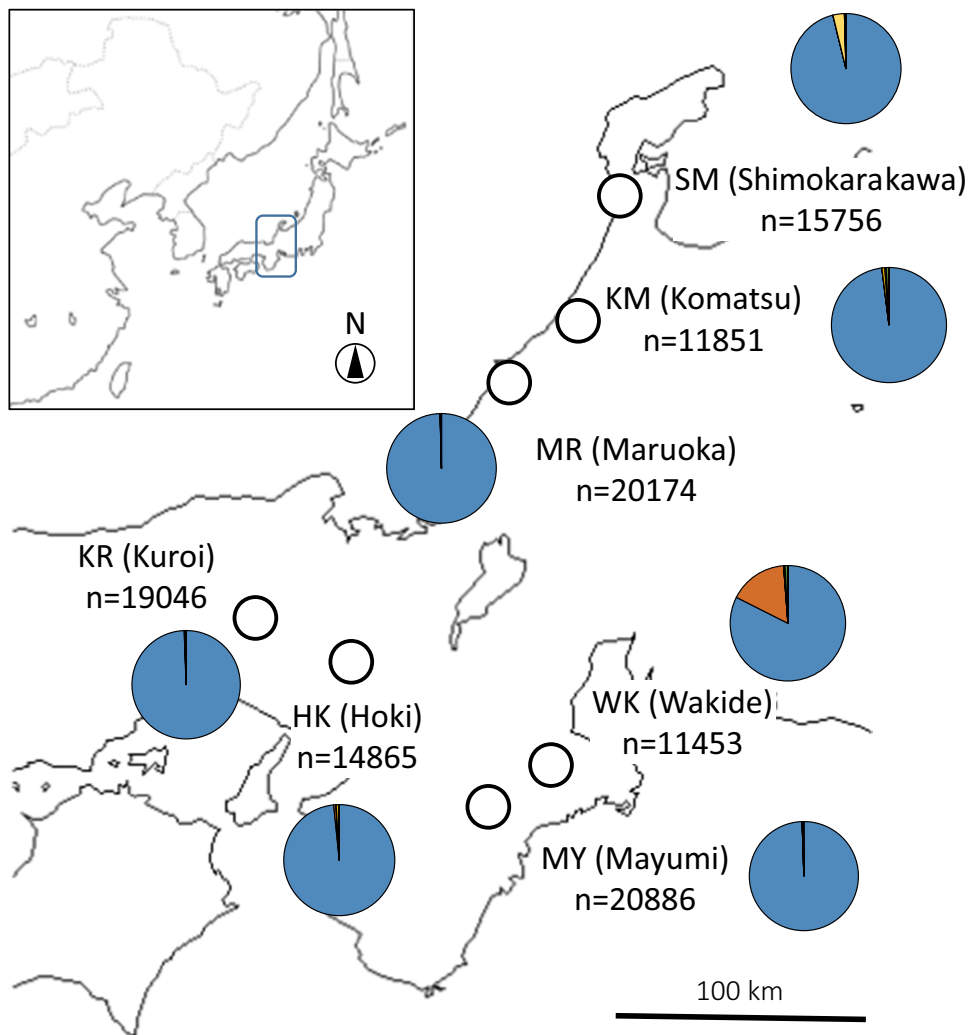 N
SM (Shimokarakawa)
n=15756
KM (Komatsu)
n=11851
MR (Maruoka)
n=20174
KR (Kuroi)
n=19046
HK (Hoki)
n=14865
WK (Wakide)
n=11453
MY (Mayumi)
n=20886
100 km